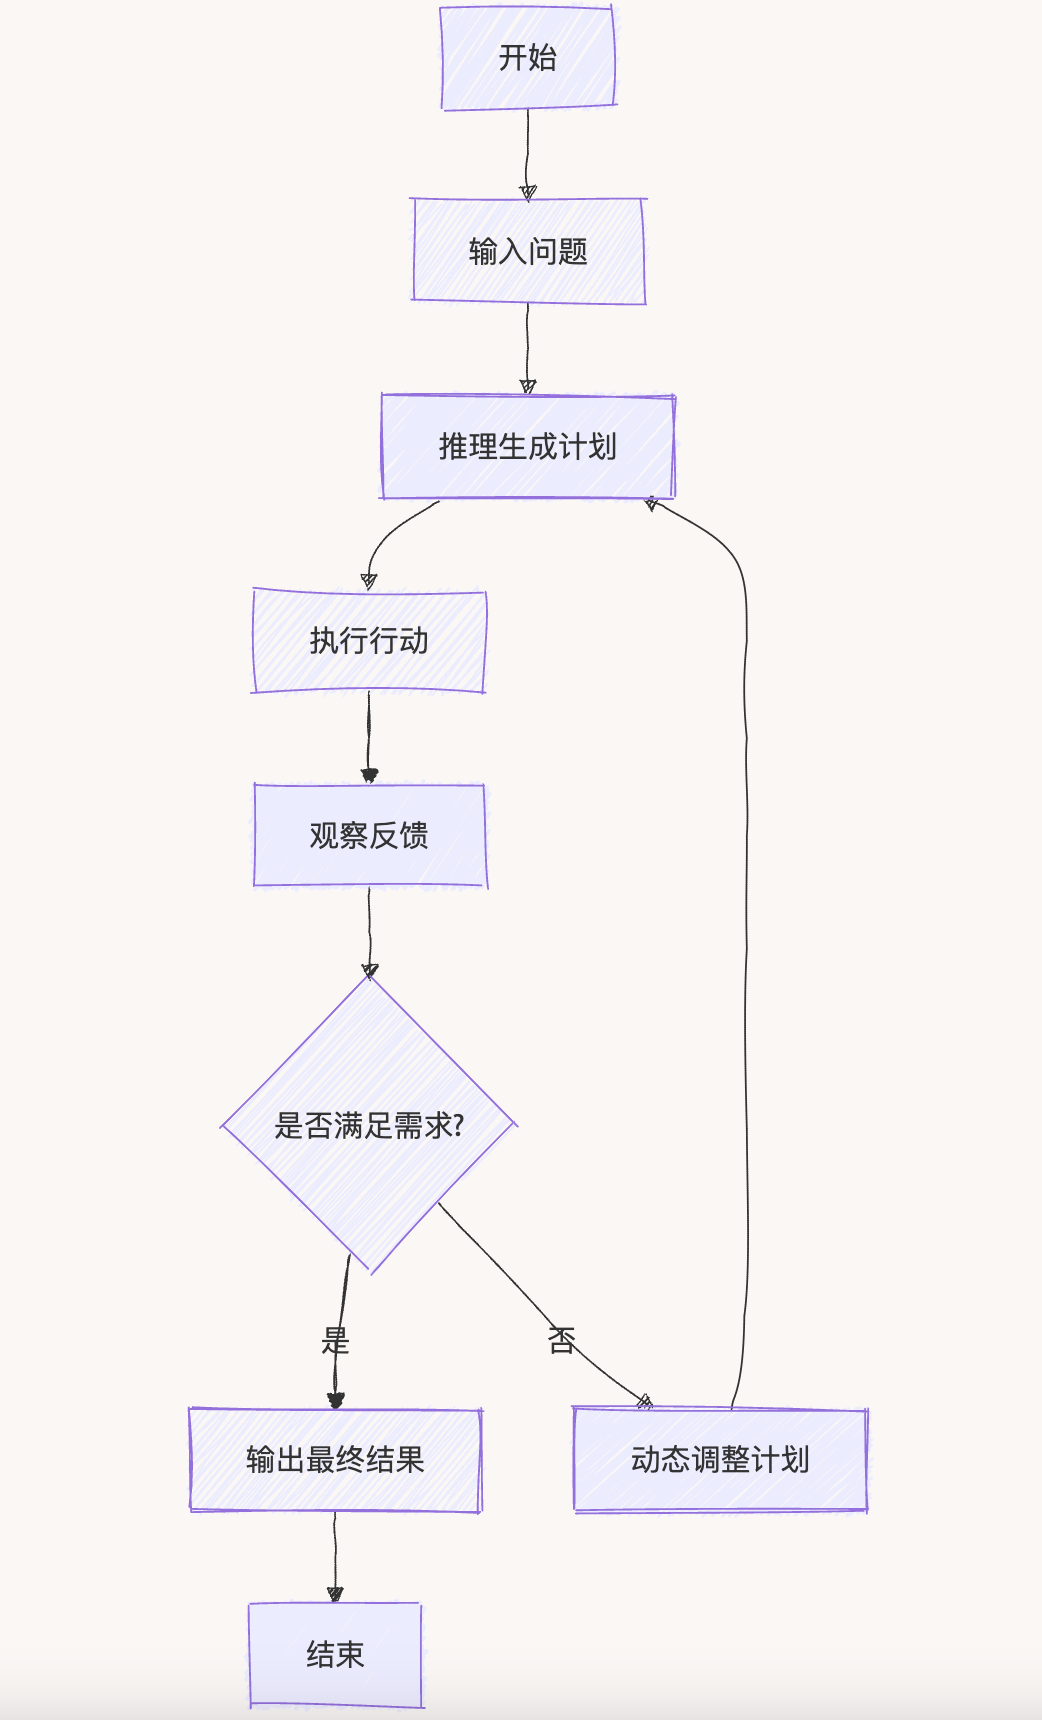 开始
输入问题
推理生成计划
执行行动
观察反馈
是否满足需求?
是
否
输出最终结果
动态调整计划
结束